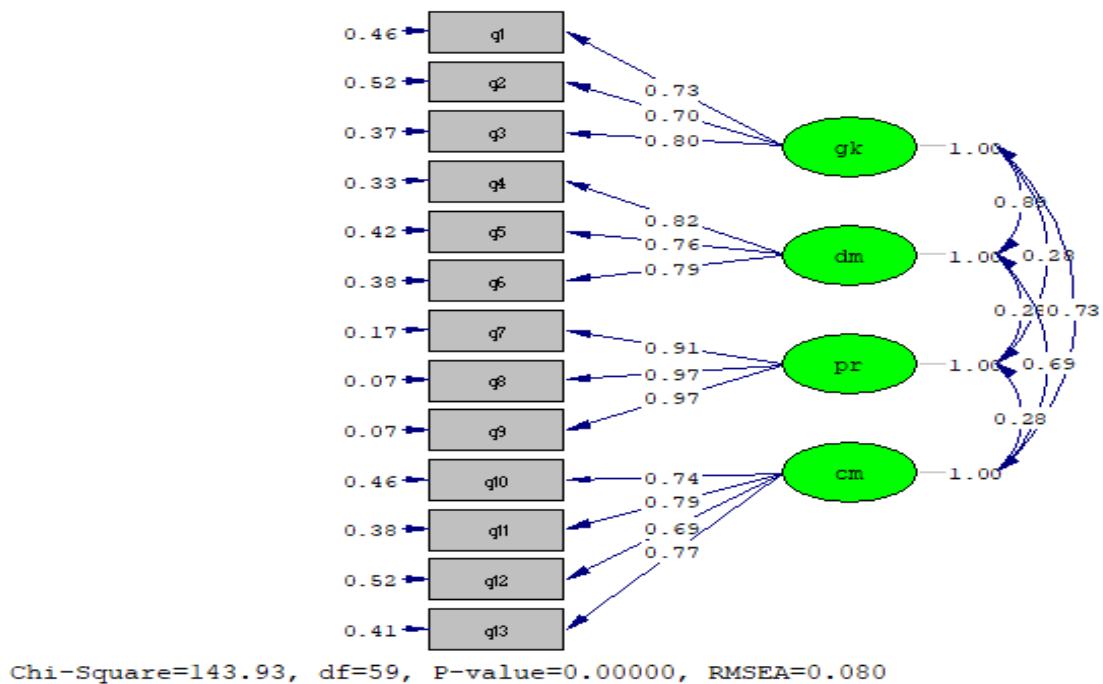 0.46 q1
0.52 q2
0.73
0.70
0.37 q3
0.80
gk
1.00
0.33 q4
0.82
0.42 q5
0.76
dm
1.00
0.28
0.38 q6
0.79
0.17 q7
0.73
0.91
pr
1.00
0.69
0.07 q8
0.97
0.97
0.07 q9
0.28
0.46 q10
0.74
cm
1.00
0.79
0.38 q11
0.69
0.77
0.52 q12
0.41 q13
Chi-Square=143.93, df=59, P-value=0.00000, RMSEA=0.080